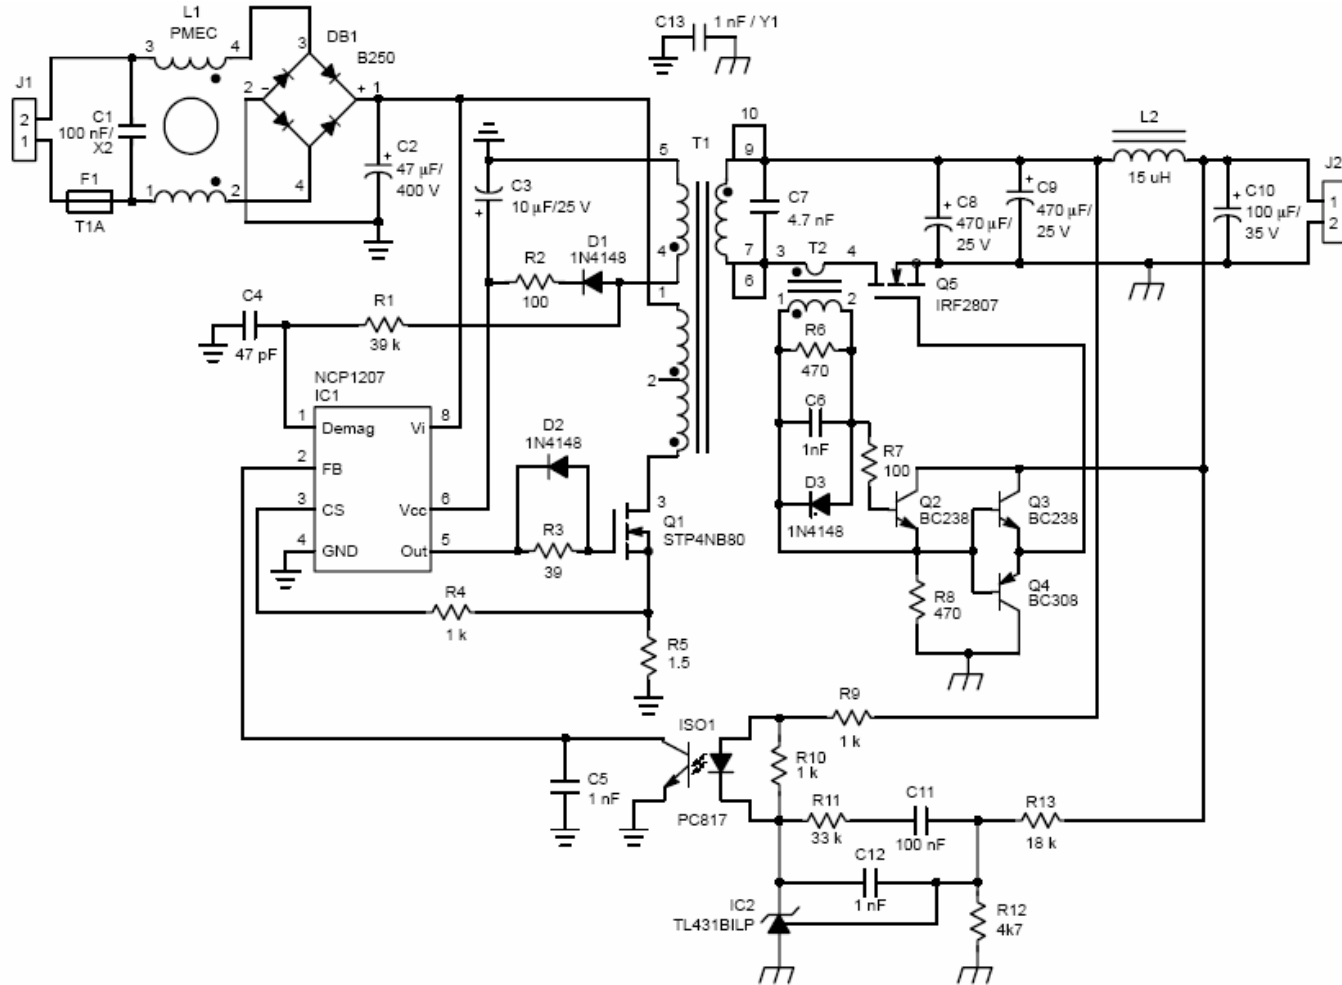 L1
PMEC
3
4
J1
2
1
C1
100 nF/
X2
F1
T1A
1
2
DB1
B250
3
2
−
+
1
4
C2
47 µF/
400 V
C13
1 nF / Y1
C3
10 µF/25 V
R2
100
D1
1N4148
C4
47 pF
R1
39 k
5
4
1
2
3
T1
10
9
7
6
C7
4.7 nF
3
T2
4
1
2
Q5
IRF2807
C8
470 µF/
25 V
C9
470 µF/
25 V
L2
15 uH
C10
100 µF/
35 V
J2
1
2
NCP1207
IC1
1
Demag
Vi
8
2
FB
3
CS
Vcc
6
4
GND
Out
5
D2
1N4148
R3
39
Q1
STP4NB80
R4
1 k
R5
1.5
R6
470
C6
1nF
D3
1N4148
R7
100
Q2
BC238
Q3
BC238
Q4
BC308
R8
470
ISO1
PC817
C5
1 nF
R9
1 k
R10
1 k
R11
33 k
C11
100 nF
R13
18 k
C12
1 nF
IC2
TL431BILP
R12
4k7